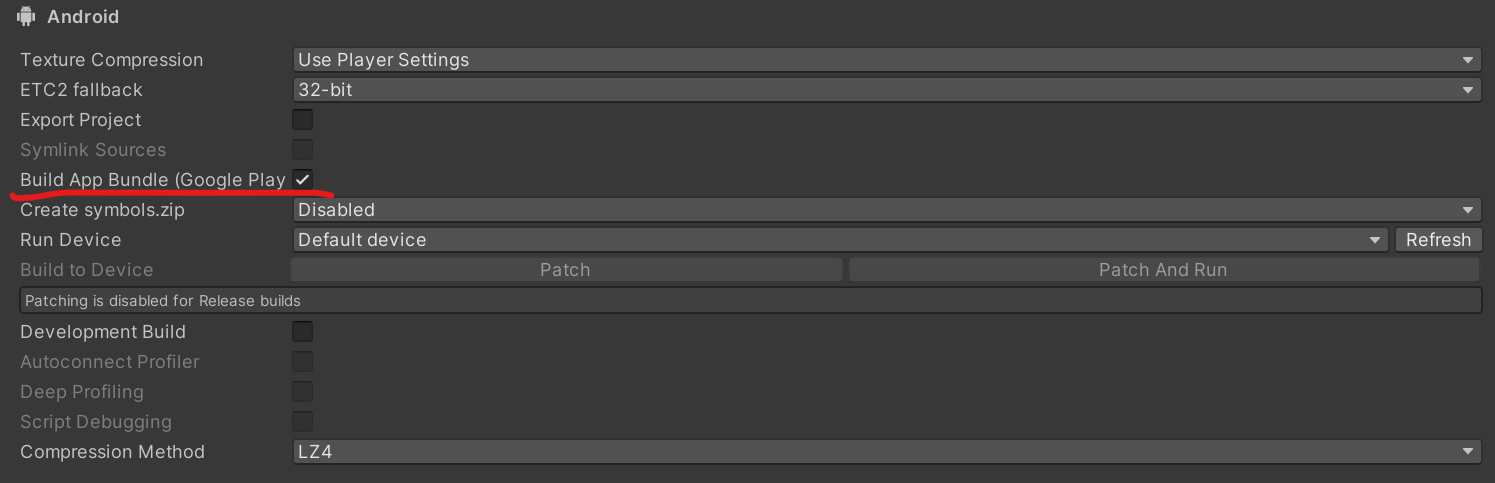 Android
Texture Compression Use Player Settings
ETC2 fallback 32-bit
Export Project
Symlink Sources
Build App Bundle (Google Play
Create symbols.zip Disabled
Run Device Default device Refresh
Build to Device Patch Patch And Run
Patching is disabled for Release builds
Development Build
Autoconnect Profiler
Deep Profiling
Script Debugging
Compression Method LZ4